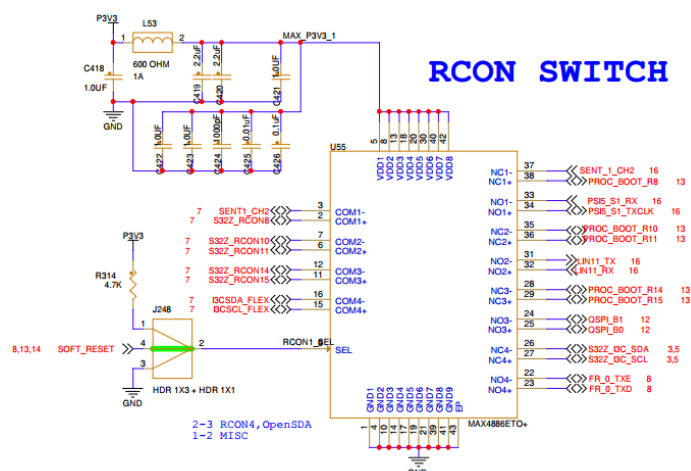 P3V3
L53
1 2
600 OHM
1A
MAX_P3V3_1
C418
1.0UF
GND
2.2uF
C419
2.2uF
C420
C421
C422
C423
1000pF
C424
0.01uF
C425
0.1uF
C426
RCON SWITCH
U55
5 8 13 18 20 30 40 42
VDD1 VDD2 VDD3 VDD4 VDD5 VDD6 VDD7 VDD8
7 SENT1_CH2 3 COM1-
7 S32Z_RCON8 2 COM1+
7 S32Z_RCON10 7 COM2-
7 S32Z_RCON11 6 COM2+
7 S32Z_RCON14 12 COM3-
7 S32Z_RCON15 11 COM3+
7 I3CSDA_FLEX 16 COM4-
7 I3CSCL_FLEX 15 COM4+
NC1- 37 SENT_1_CH2 16
NC1+ 38 PROC_BOOT_R8 13
NO1- 33 PSI5_S1_RX 16
NO1+ 34 PSI5_S1_TXCLK 16
NC2- 35 PROC_BOOT_R10 13
NC2+ 36 PROC_BOOT_R11 13
NO2- 31 LIN11_TX 16
NO2+ 32 LIN11_RX 16
NC3- 28 PROC_BOOT_R14 13
NC3+ 29 PROC_BOOT_R15 13
NO3- 24 QSPI_B1 12
NO3+ 25 QSPI_B0 12
NC4- 26 S32Z_I3C_SDA 3,5
NC4+ 27 S32Z_I3C_SCL 3,5
NO4- 22 FR_0_TXE 8
NO4+ 23 FR_0_TXD 8
P3V3
R314
4.7K
J248
1
8,13,14 SOFT_RESET 4 2 RCON1_SEL SEL
3
GND
HDR 1X3 + HDR 1X1
2-3 RCON4,OpenSDA
1-2 MISC
GND1 GND2 GND3 GND4 GND5 GND6 GND7 GND8 GND9 EP
1 4 10 14 17 19 21 39 41 43
MAX4886ETO+
GND